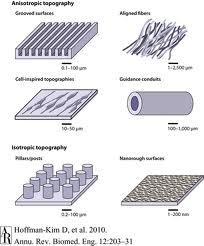 Anisotropic topography
Grooved surfaces
Aligned fibers
0.1–100 μm
1–2,500 μm
Cell-inspired topographies
Guidance conduits
10–50 μm
100–1,000 μm
Isotropic topography
Pillars/posts
Nanorough surfaces
0.2–100 μm
1–200 nm
AR Hoffman-Kim D, et al. 2010.
Annu. Rev. Biomed. Eng. 12:203–31